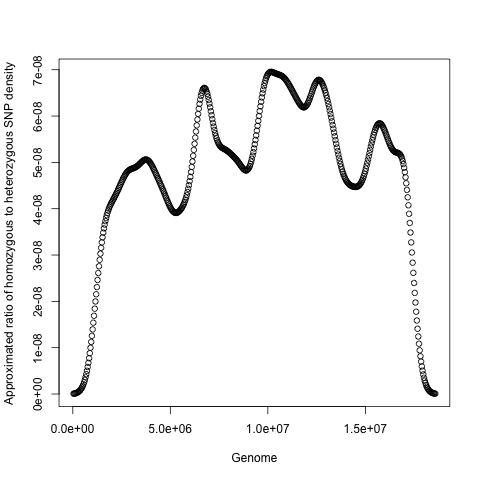 Approximated ratio of homozygous to heterozygous SNP density
7e-08
6e-08
5e-08
4e-08
3e-08
2e-08
1e-08
0e+00
0.0e+00 5.0e+06 1.0e+07 1.5e+07
Genome